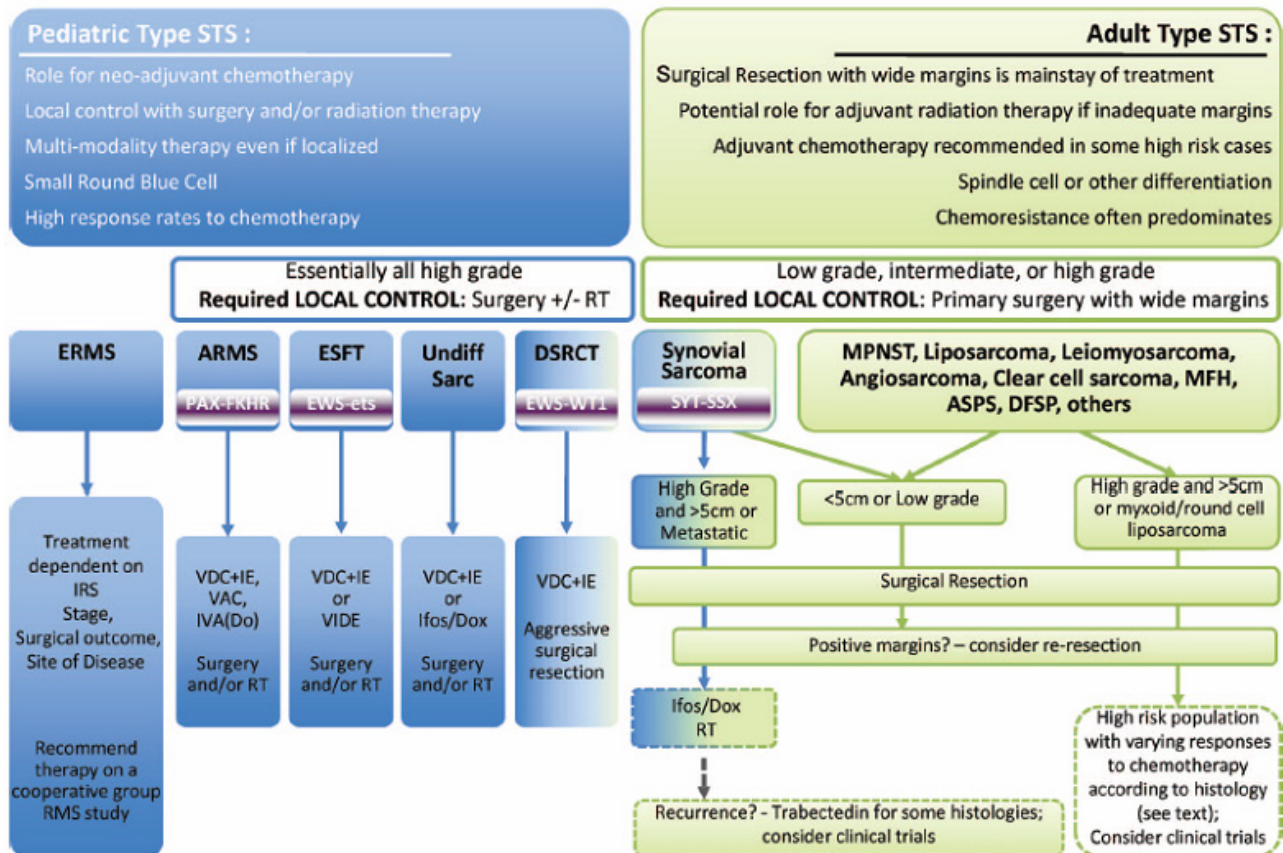 Pediatric Type STS :
Role for neo-adjuvant chemotherapy
Local control with surgery and/or radiation therapy
Multi-modality therapy even if localized
Small Round Blue Cell
High response rates to chemotherapy
Adult Type STS :
Surgical Resection with wide margins is mainstay of treatment
Potential role for adjuvant radiation therapy if inadequate margins
Adjuvant chemotherapy recommended in some high risk cases
Spindle cell or other differentiation
Chemoresistance often predominates
Essentially all high grade
Required LOCAL CONTROL: Surgery +/- RT
Low grade, intermediate, or high grade
Required LOCAL CONTROL: Primary surgery with wide margins
ERMS
ARMS
PAX-FKHR
ESFT
EWS-ets
Undiff
Sarc
DSRCT
EWS-WT1
Synovial
Sarcoma
SYT-SSX
MPNST, Liposarcoma, Leiomyosarcoma,
Angiosarcoma, Clear cell sarcoma, MFH,
ASPS, DFSP, others
Treatment
dependent on
IRS
Stage,
Surgical outcome,
Site of Disease
Recommend
therapy on a
cooperative group
RMS study
VDC+IE,
VAC,
IVA(Do)
Surgery
and/or RT
VDC+IE
or
VIDE
Surgery
and/or RT
VDC+IE
or
Ifos/Dox
Surgery
and/or RT
VDC+IE
Aggressive
surgical
resection
High Grade
and >5cm or
Metastatic
<5cm or Low grade
High grade and >5cm
or myxoid/round cell
liposarcoma
Surgical Resection
Positive margins? – consider re-resection
Ifos/Dox
RT
Recurrence? - Trabectedin for some histologies;
consider clinical trials
High risk population
with varying responses
to chemotherapy
according to histology
(see text);
Consider clinical trials